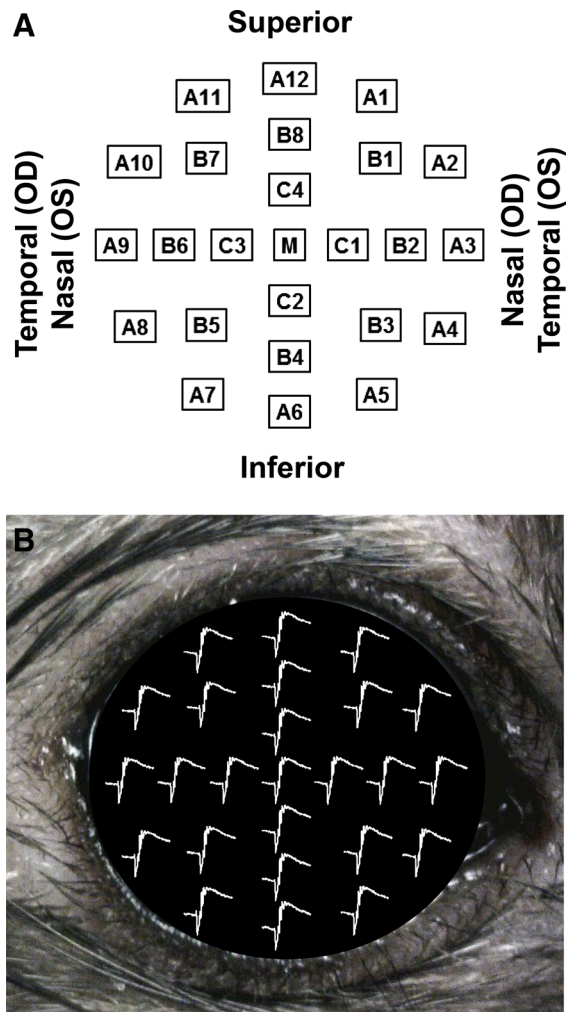 A
Superior
A12
A11
A1
B8
A10
B7
B1
A2
C4
Temporal (OD)
Nasal (OS)
A9
B6
C3
M
C1
B2
A3
Nasal (OD)
Temporal (OS)
C2
A8
B5
B3
A4
B4
A7
A5
A6
Inferior
B